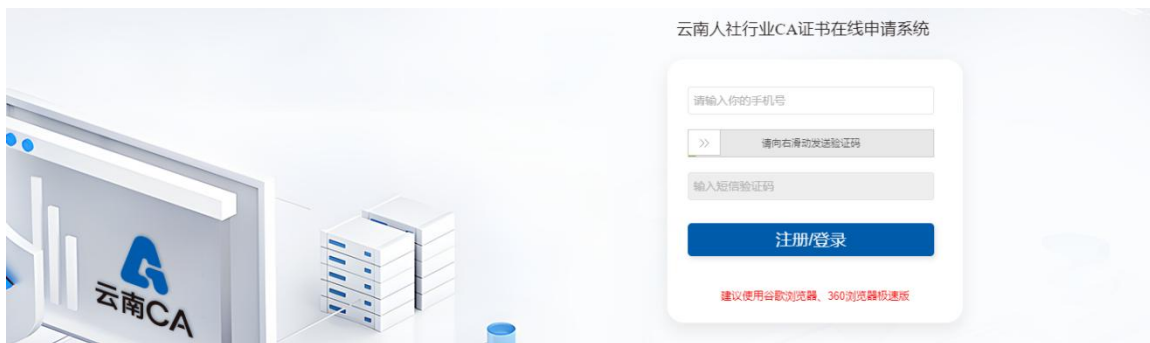 云南人社行业CA证书在线申请系统
请输入你的手机号
>> 请向右滑动发送验证码
输入短信验证码
注册/登录
建议使用谷歌浏览器、360浏览器极速版
云南CA